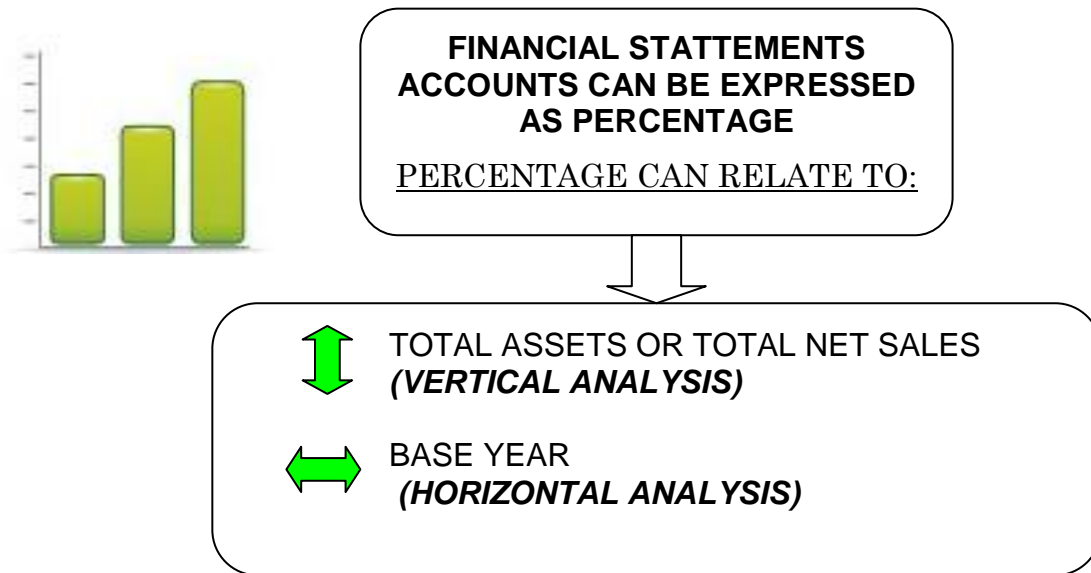 FINANCIAL STATTEMENTS
ACCOUNTS CAN BE EXPRESSED
AS PERCENTAGE
PERCENTAGE CAN RELATE TO:
TOTAL ASSETS OR TOTAL NET SALES
(VERTICAL ANALYSIS)
BASE YEAR
(HORIZONTAL ANALYSIS)